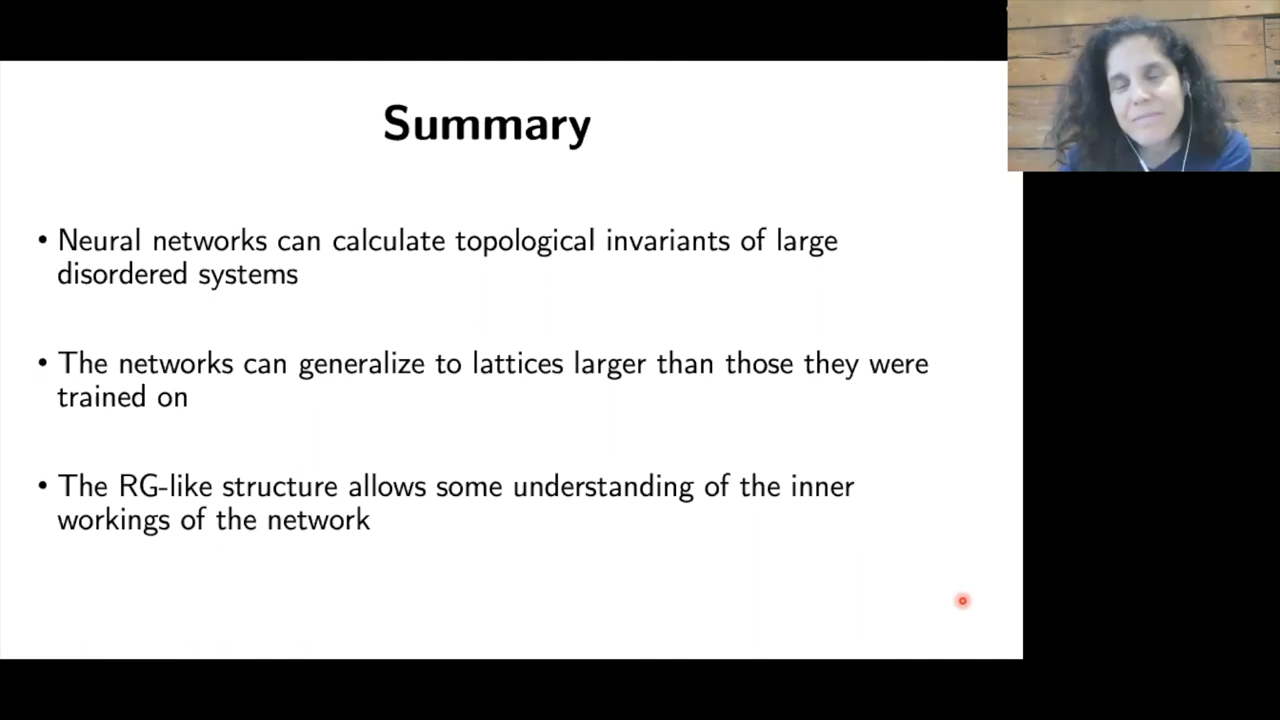 Summary
• Neural networks can calculate topological invariants of large
disordered systems
• The networks can generalize to lattices larger than those they were
trained on
• The RG-like structure allows some understanding of the inner
workings of the network